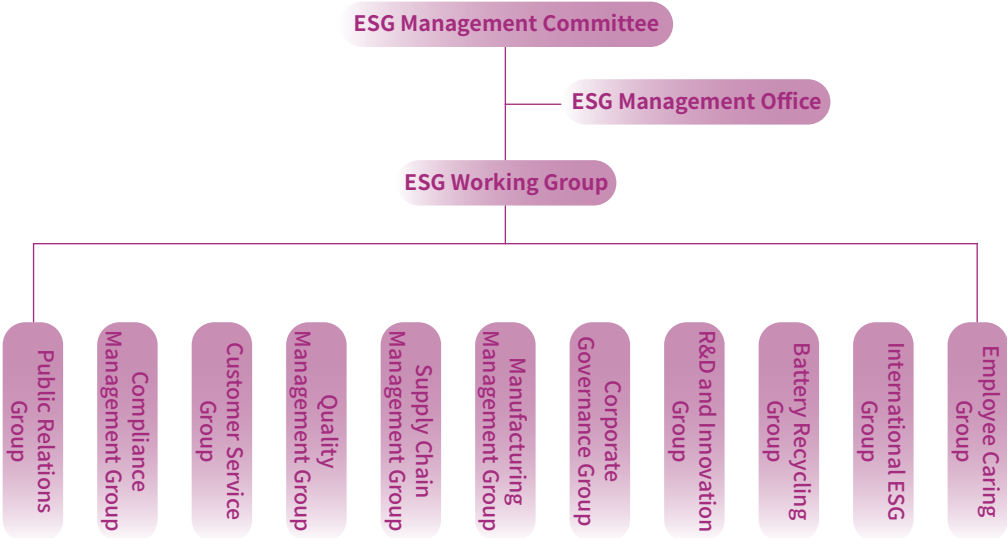 ESG Management Committee
ESG Management Office
ESG Working Group
Public Relations
Group
Compliance
Management Group
Customer Service
Group
Quality
Management Group
Supply Chain
Management Group
Manufacturing
Management Group
Corporate
Governance Group
R&D and Innovation
Group
Battery Recycling
Group
International ESG
Group
Employee Caring
Group